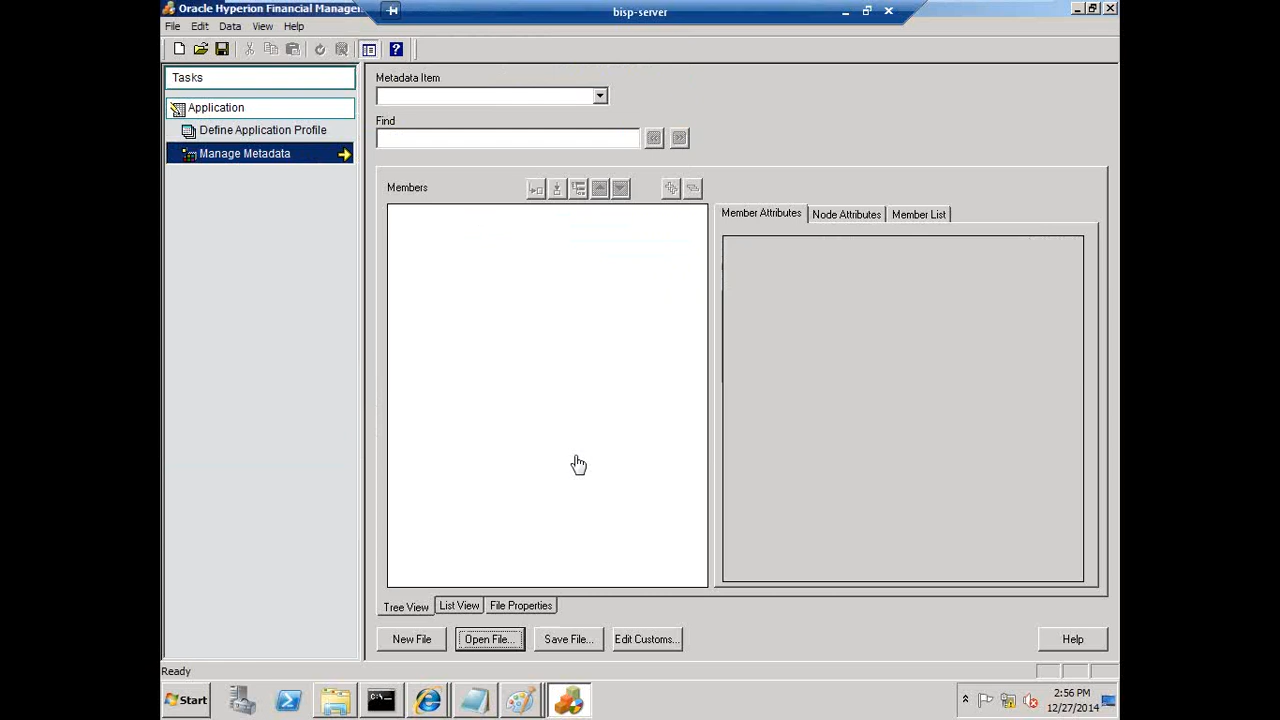 Oracle Hyperion Financial Manager
bisp-server
File Edit Data View Help
Tasks
Application
Define Application Profile
Manage Metadata
Metadata Item
Find
Members
Member Attributes
Node Attributes
Member List
Tree View
List View
File Properties
New File
Open File...
Save File...
Edit Customs...
Help
Ready
Start
2:56 PM
12/27/2014